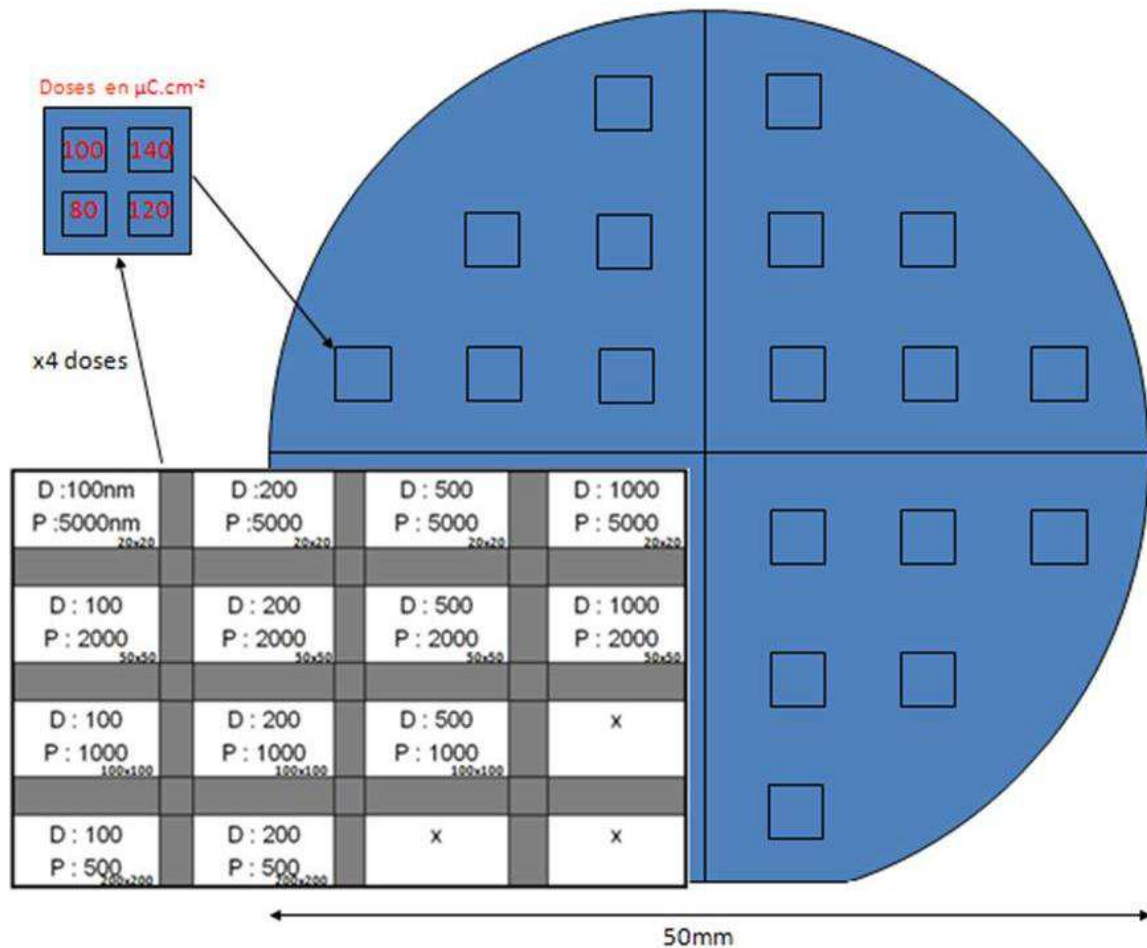 Doses en µC.cm⁻²
100 140
80 120
x4 doses
D :100nm
P :5000nm
20x20
D :200
P :5000
20x20
D : 500
P : 5000
20x20
D : 1000
P : 5000
20x20
D : 100
P : 2000
50x50
D : 200
P : 2000
50x50
D : 500
P : 2000
50x50
D : 1000
P : 2000
50x50
D : 100
P : 1000
100x100
D : 200
P : 1000
100x100
D : 500
P : 1000
100x100
x
D : 100
P : 500
200x200
D : 200
P : 500
200x200
x
x
50mm